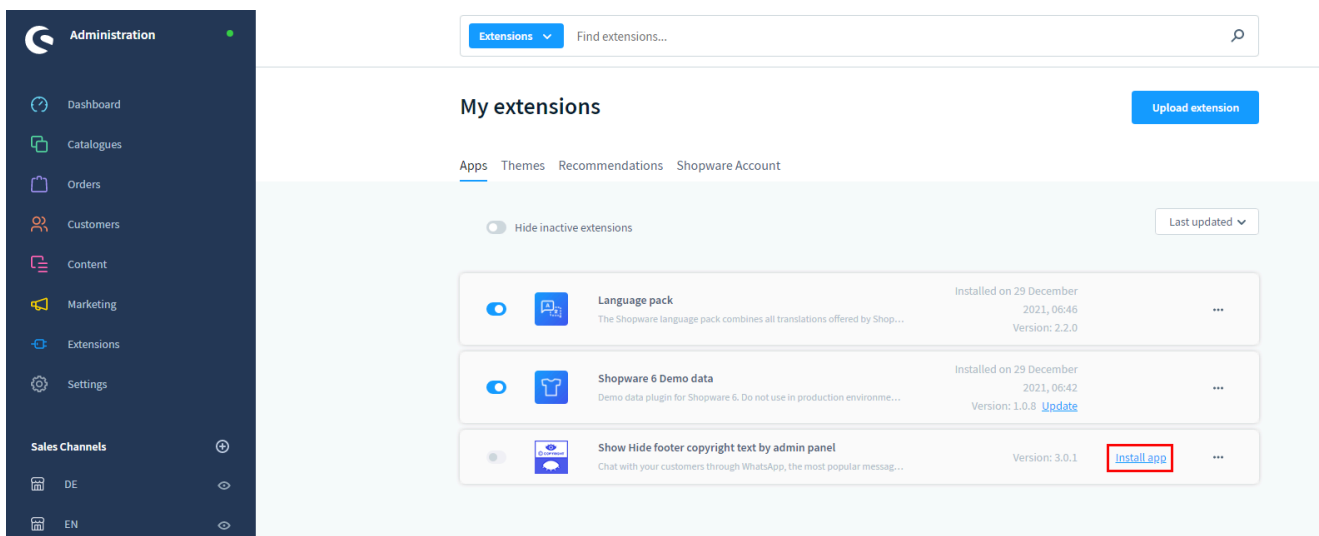 Administration
Dashboard
Catalogues
Orders
Customers
Content
Marketing
Extensions
Settings
Sales Channels
DE
EN
Extensions Find extensions...
My extensions
Upload extension
Apps Themes Recommendations Shopware Account
Hide inactive extensions
Last updated
Language pack
The Shopware language pack combines all translations offered by Shop...
Installed on 29 December
2021, 06:46
Version: 2.2.0
Shopware 6 Demo data
Demo data plugin for Shopware 6. Do not use in production environme...
Installed on 29 December
2021, 06:42
Version: 1.0.8 Update
Show Hide footer copyright text by admin panel
Chat with your customers through WhatsApp, the most popular messag...
Version: 3.0.1
Install app